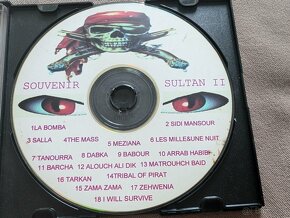 SOUVENIR SULTAN II
1LA BOMBA 2 SIDI MANSOUR
3 SALLA 4THE MASS 5 MEZIANA 6 LES MILLE&UNE NUIT
7 TANOURRA 8 DABKA 9 BABOUR 10 ARRAB HABIBI
11 BARCHA 12 ALOUCH ALI DIK 13 MATROUHCH BAID
16 TARKAN 14TRIBAL OF PIRAT
15 ZAMA ZAMA 17 ZEHWENIA
18 I WILL SURVIVE